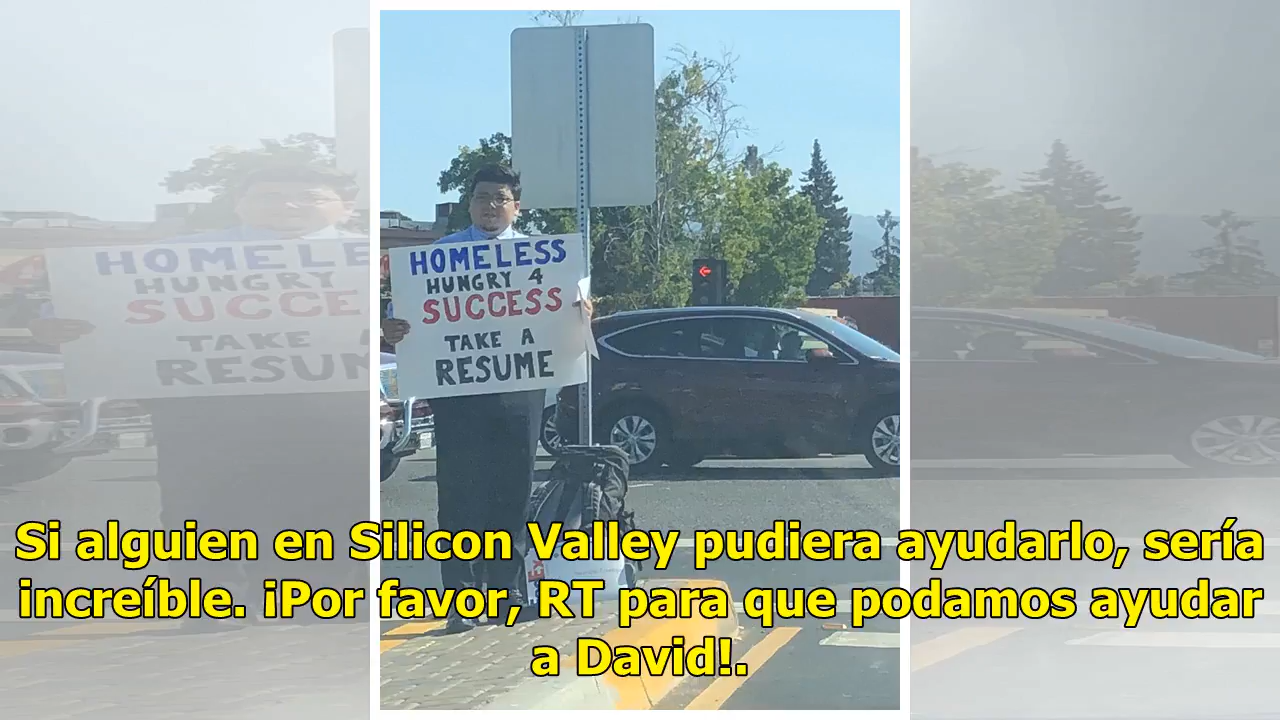 HOMELESS
HUNGRY 4
SUCCESS
TAKE A
RESUME
Si alguien en Silicon Valley pudiera ayudarlo, sería
increíble. ¡Por favor, RT para que podamos ayudar
a David!.